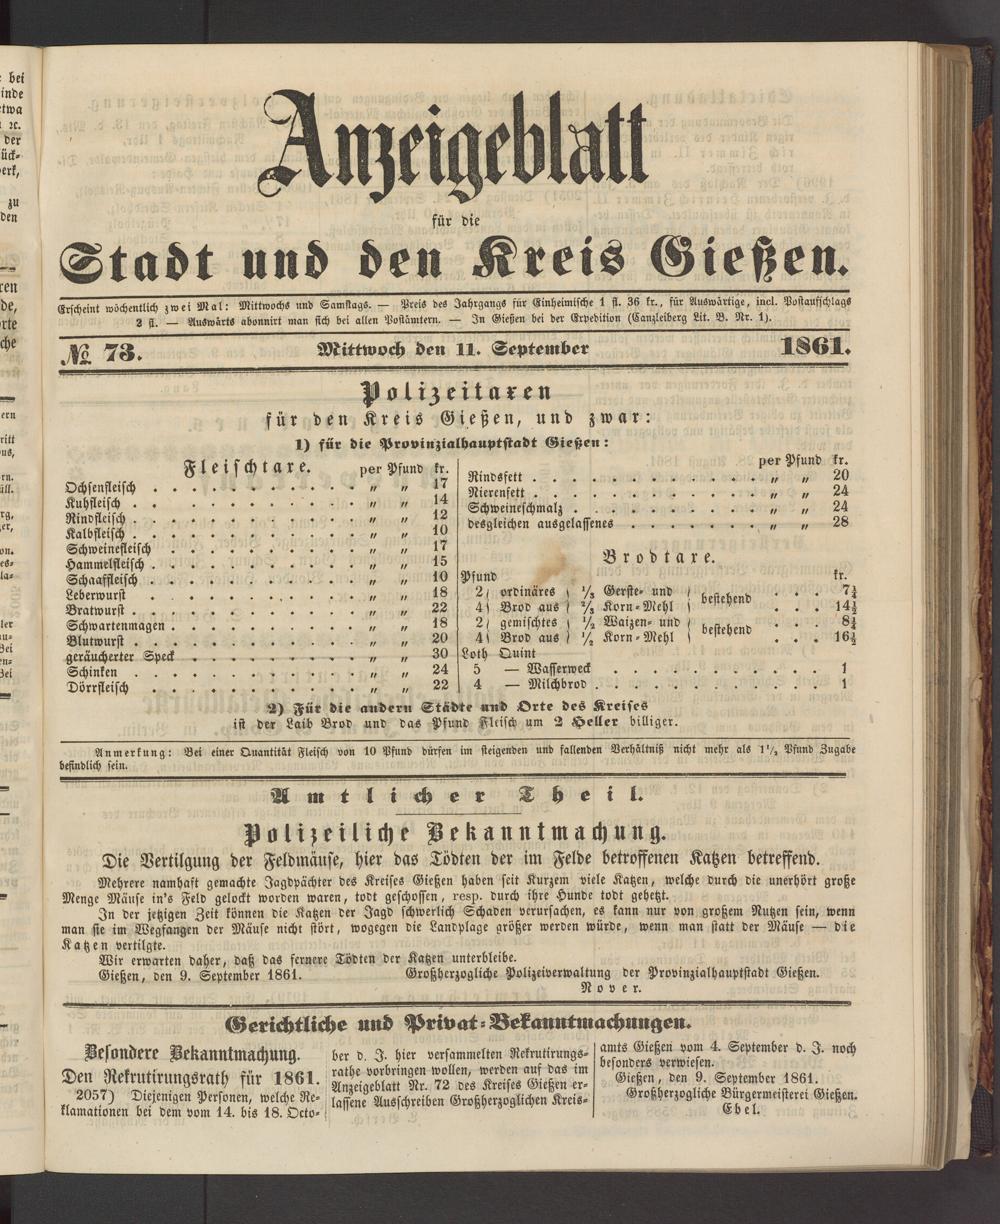 bei
inde
etwa
ꝛc.
der
ück-
zu
den
Anzeigeblatt
für die
Stadt und den Kreis Gießen.
Erscheint wöchentlich zwei Mal: Mittwochs und Samstags. — Preis des Jahrgangs für Einheimische 1 fl. 36 kr., für Auswärtige, incl. Postaufschlags
2 fl. — Auswärts abonnirt man sich bei allen Postämtern. — In Gießen bei der Expedition (Canzleiberg Lit. B. Nr. 1).
№ 73. Mittwoch den 11. September 1861.
Polizeitaxen
für den Kreis Gießen, und zwar:
1) für die Provinzialhauptstadt Gießen:
Fleischtaxe. per Pfund kr.
Ochsenfleisch . . . . . . . . . . „ „ 17
Kuhfleisch . . . . . . . . . . „ „ 14
Rindfleisch . . . . . . . . . . „ „ 12
Kalbfleisch . . . . . . . . . . „ „ 10
Schweinefleisch . . . . . . . . . „ „ 17
Hammelfleisch . . . . . . . . . „ „ 15
Schaaffleisch . . . . . . . . . „ „ 10
Leberwurst . . . . . . . . . . „ „ 18
Bratwurst . . . . . . . . . . „ „ 22
Schwartenmagen . . . . . . . . . „ „ 18
Blutwurst . . . . . . . . . . „ „ 20
geräucherter Speck . . . . . . . . „ „ 30
Schinken . . . . . . . . . . „ „ 24
Dörrfleisch . . . . . . . . . . „ „ 22
per Pfund kr.
Rindsfett . . . . . . . . . . „ „ 20
Nierenfett . . . . . . . . . . „ „ 24
Schweineschmalz . . . . . . . . „ „ 24
desgleichen ausgelassenes . . . . . . „ „ 28
Brodtaxe.
Pfund kr.
2) ordinäres ) 1/3 Gerste- und ) bestehend . . . 7¼
4) Brod aus ) 2/3 Korn-Mehl ) . . . 14½
2) gemischtes ) 1/2 Waizen- und ) bestehend . . . 8¼
4) Brod aus ) 1/2 Korn-Mehl ) . . . 16½
Loth Quint
5 — Wasserweck . . . . . . . . . . 1
4 — Milchbrod . . . . . . . . . . 1
2) Für die andern Städte und Orte des Kreises
ist der Laib Brod und das Pfund Fleisch um 2 Heller billiger.
Anmerkung: Bei einer Quantität Fleisch von 10 Pfund dürfen im steigenden und fallenden Verhältniß nicht mehr als 1½ Pfund Zugabe
befindlich sein.
Amtlicher Theil.
Polizeiliche Bekanntmachung.
Die Vertilgung der Feldmäuse, hier das Tödten der im Felde betroffenen Katzen betreffend.
Mehrere namhaft gemachte Jagdpächter des Kreises Gießen haben seit Kurzem viele Katzen, welche durch die unerhört große
Menge Mäuse in's Feld gelockt worden waren, todt geschossen, resp. durch ihre Hunde todt gehetzt.
In der jetzigen Zeit können die Katzen der Jagd schwerlich Schaden verursachen, es kann nur von großem Nutzen sein, wenn
man sie im Wegfangen der Mäuse nicht stört, wogegen die Landplage größer werden würde, wenn man statt der Mäuse — die
Katzen vertilgte.
Wir erwarten daher, daß das fernere Tödten der Katzen unterbleibe.
Gießen, den 9. September 1861. Großherzogliche Polizeiverwaltung der Provinzialhauptstadt Gießen.
Nover.
Gerichtliche und Privat-Bekanntmachungen.
Besondere Bekanntmachung.
Den Rekrutirungsrath für 1861.
2057) Diejenigen Personen, welche Re-
klamationen bei dem vom 14. bis 18. Octo-
ber d. J. hier versammelten Rekrutirungs-
rathe vorbringen wollen, werden auf das im
Anzeigeblatt Nr. 72 des Kreises Gießen er-
lassene Ausschreiben Großherzoglichen Kreis-
amts Gießen vom 4. September d. J. noch
besonders verwiesen.
Gießen, den 9. September 1861.
Großherzogliche Bürgermeisterei Gießen.
Ebel.